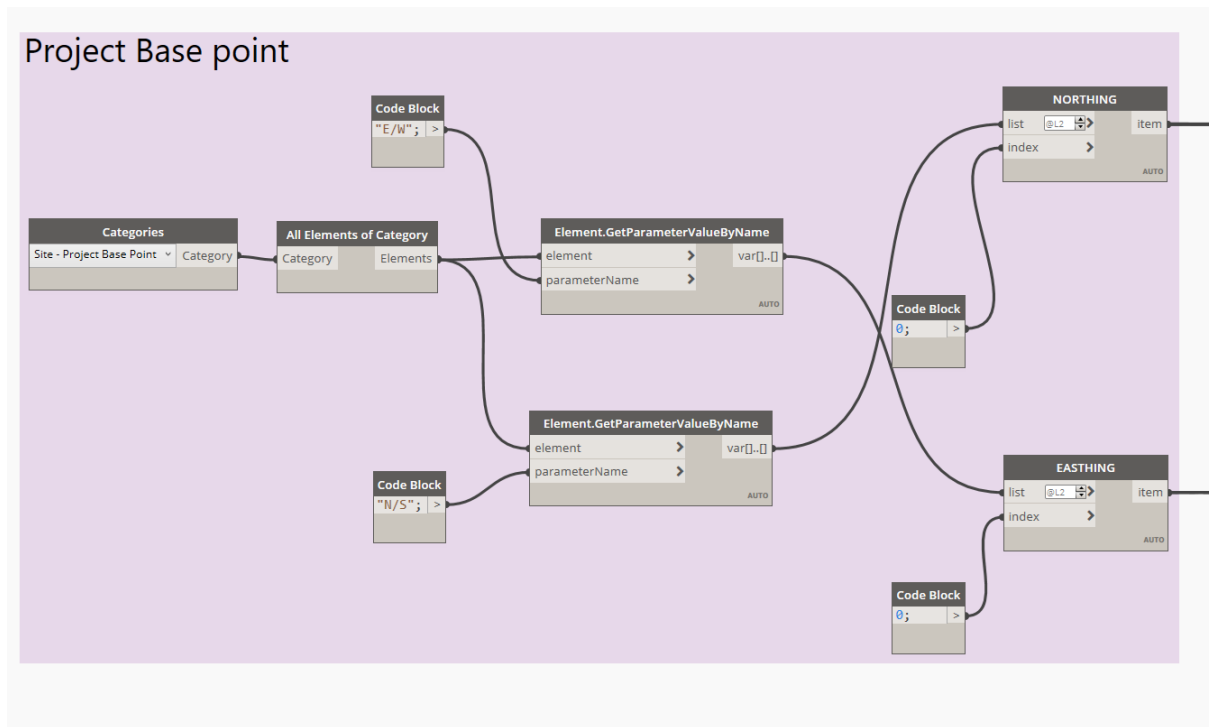 Project Base point
Code Block
"E/W"; >
NORTHING
list @L2 > item
index >
AUTO
Categories
Site - Project Base Point Category
All Elements of Category
Category Elements
Element.GetParameterValueByName
element > var[]..[]
parameterName >
AUTO
Code Block
0; >
Element.GetParameterValueByName
element > var[]..[]
parameterName >
AUTO
Code Block
"N/S"; >
EASTHING
list @L2 > item
index >
AUTO
Code Block
0; >